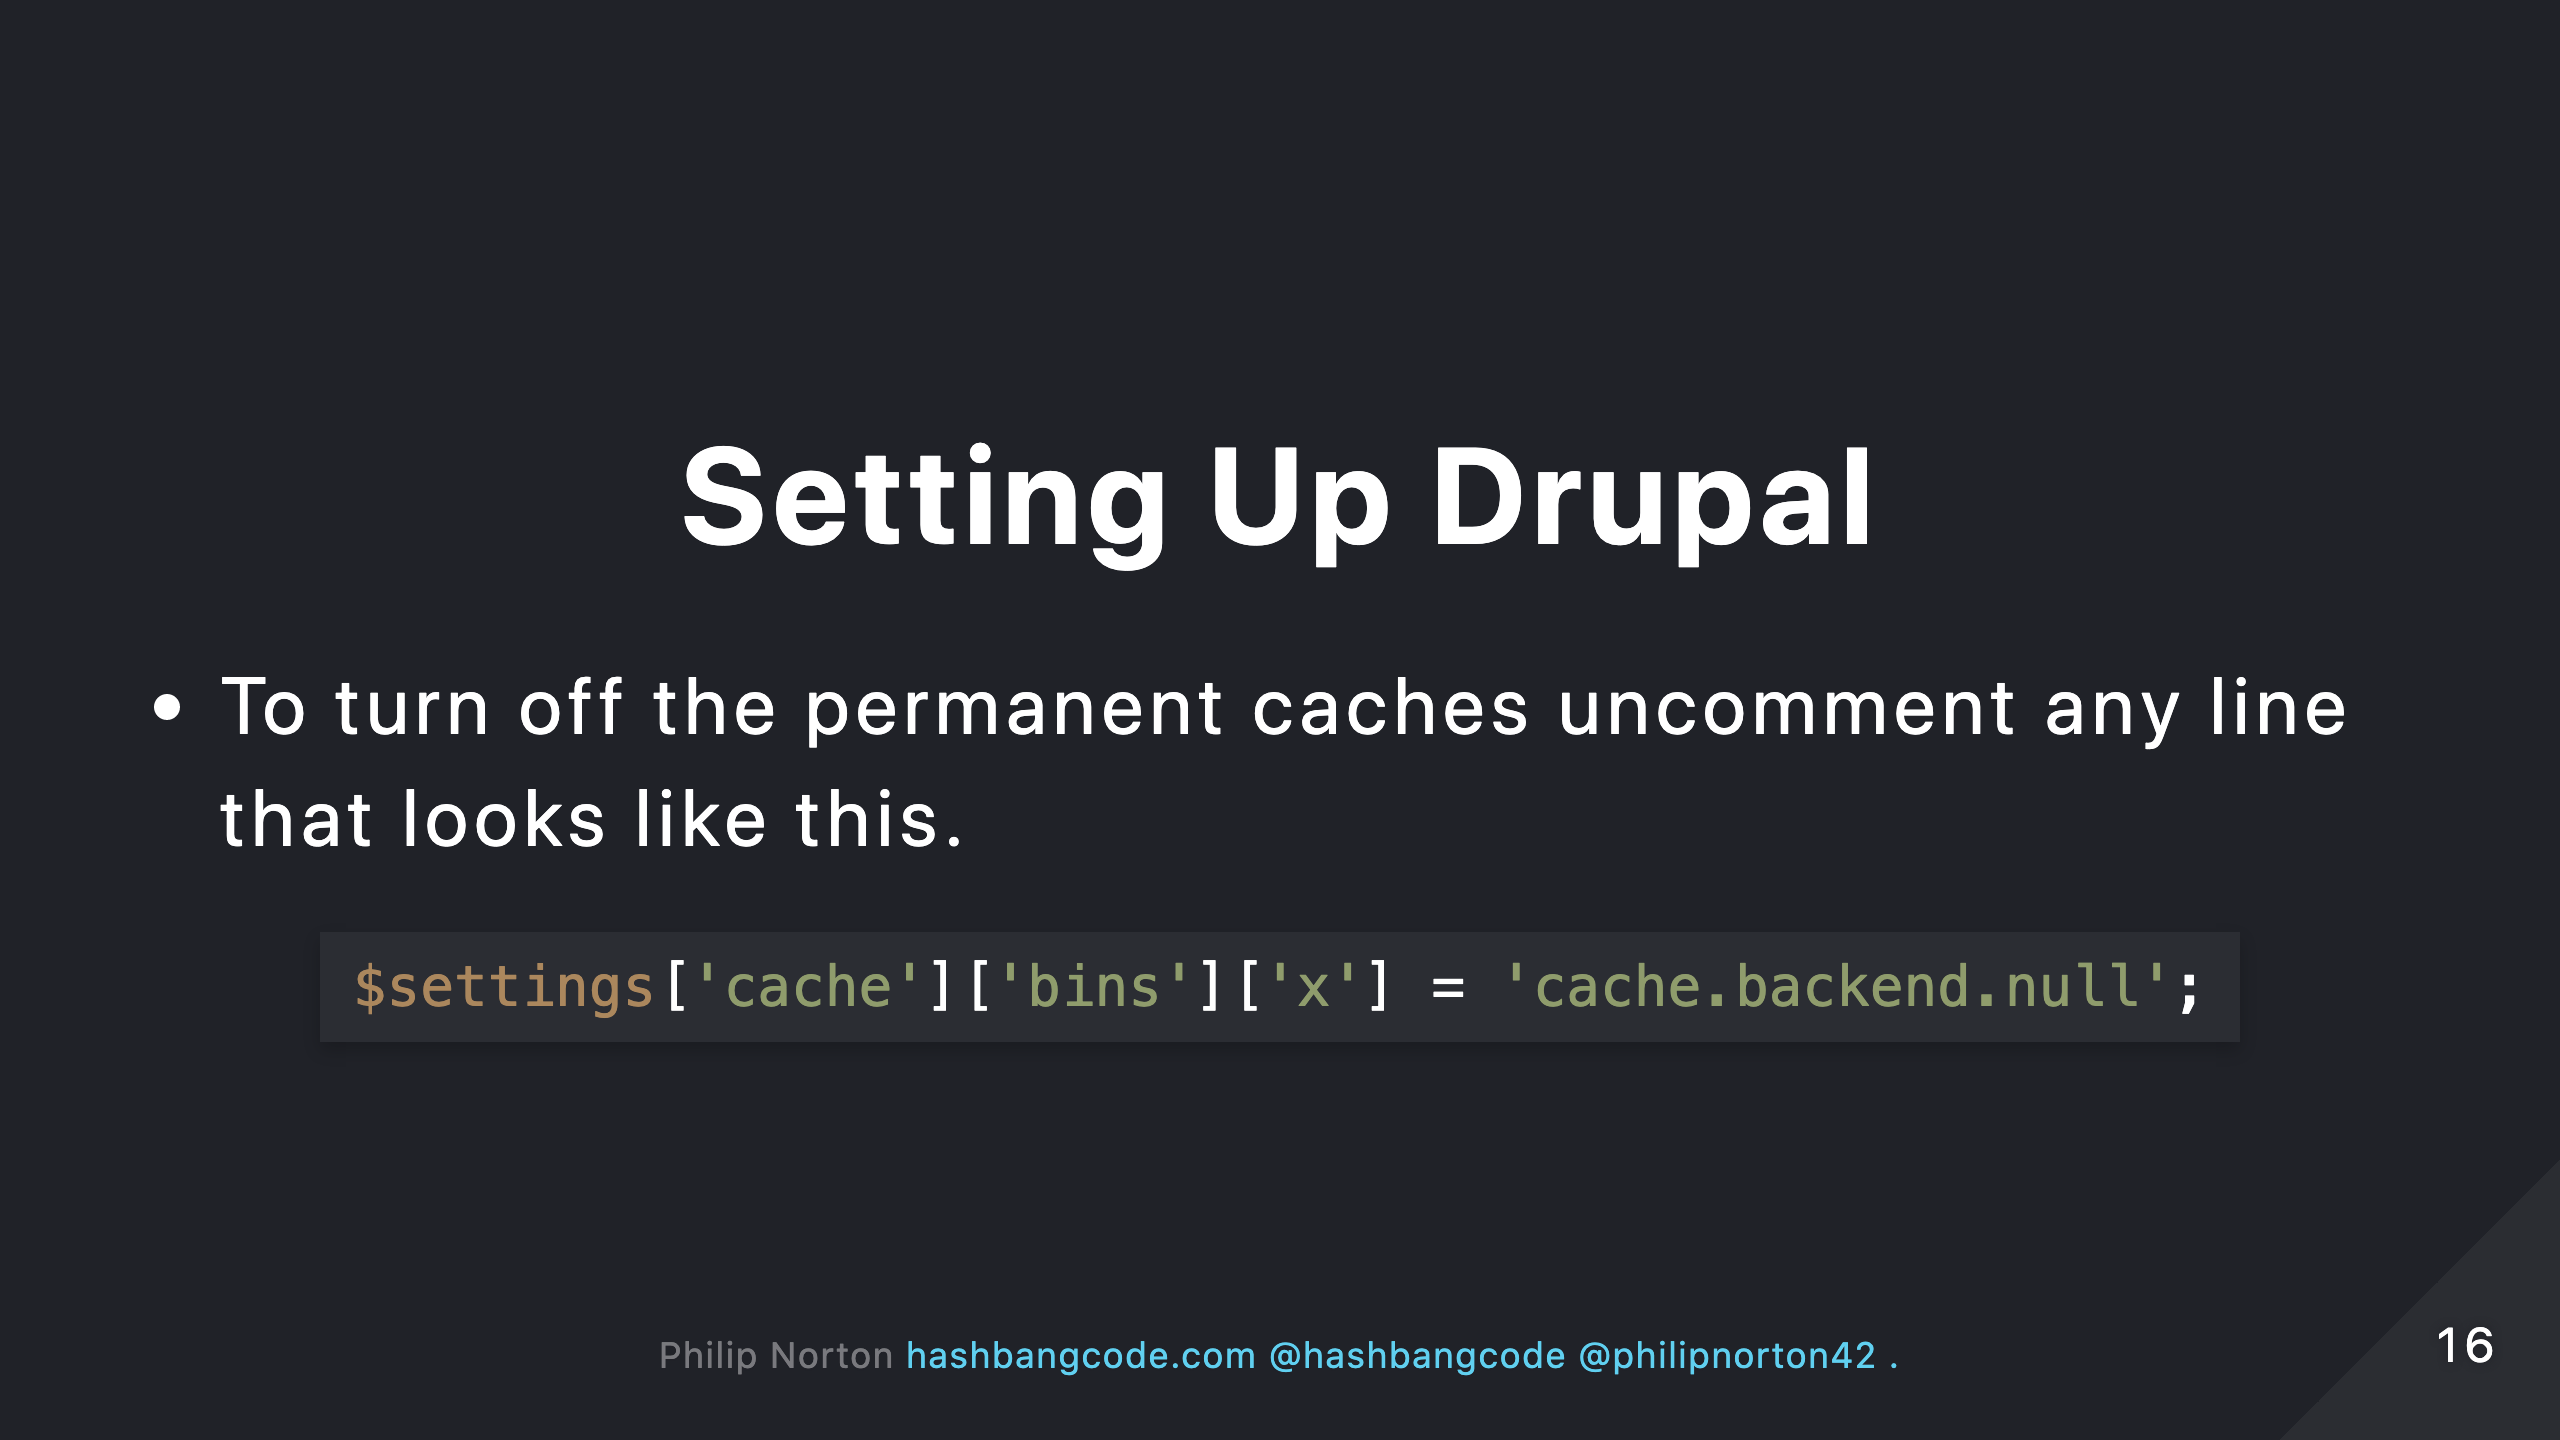 Setting Up Drupal
• To turn off the permanent caches uncomment any line
that looks like this.
$settings['cache']['bins']['x'] = 'cache.backend.null';
Philip Norton hashbangcode.com @hashbangcode @philipnorton42 .
16